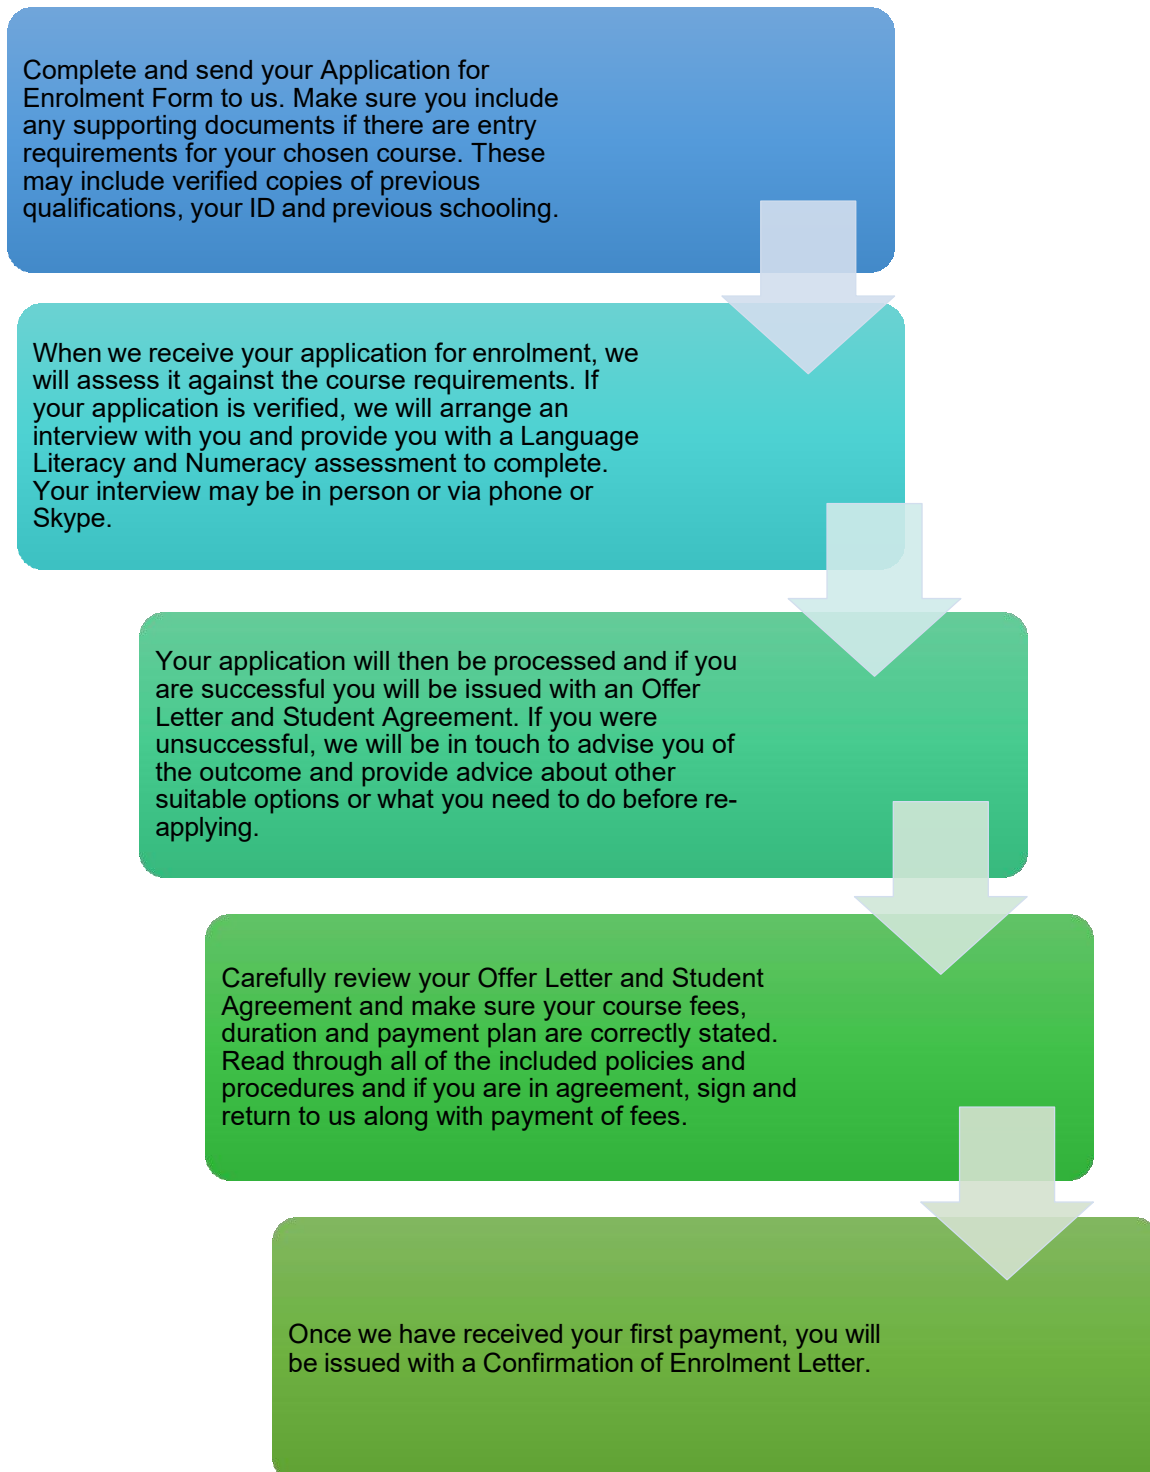 Complete and send your Application for
Enrolment Form to us. Make sure you include
any supporting documents if there are entry
requirements for your chosen course. These
may include verified copies of previous
qualifications, your ID and previous schooling.
When we receive your application for enrolment, we
will assess it against the course requirements. If
your application is verified, we will arrange an
interview with you and provide you with a Language
Literacy and Numeracy assessment to complete.
Your interview may be in person or via phone or
Skype.
Your application will then be processed and if you
are successful you will be issued with an Offer
Letter and Student Agreement. If you were
unsuccessful, we will be in touch to advise you of
the outcome and provide advice about other
suitable options or what you need to do before re-
applying.
Carefully review your Offer Letter and Student
Agreement and make sure your course fees,
duration and payment plan are correctly stated.
Read through all of the included policies and
procedures and if you are in agreement, sign and
return to us along with payment of fees.
Once we have received your first payment, you will
be issued with a Confirmation of Enrolment Letter.